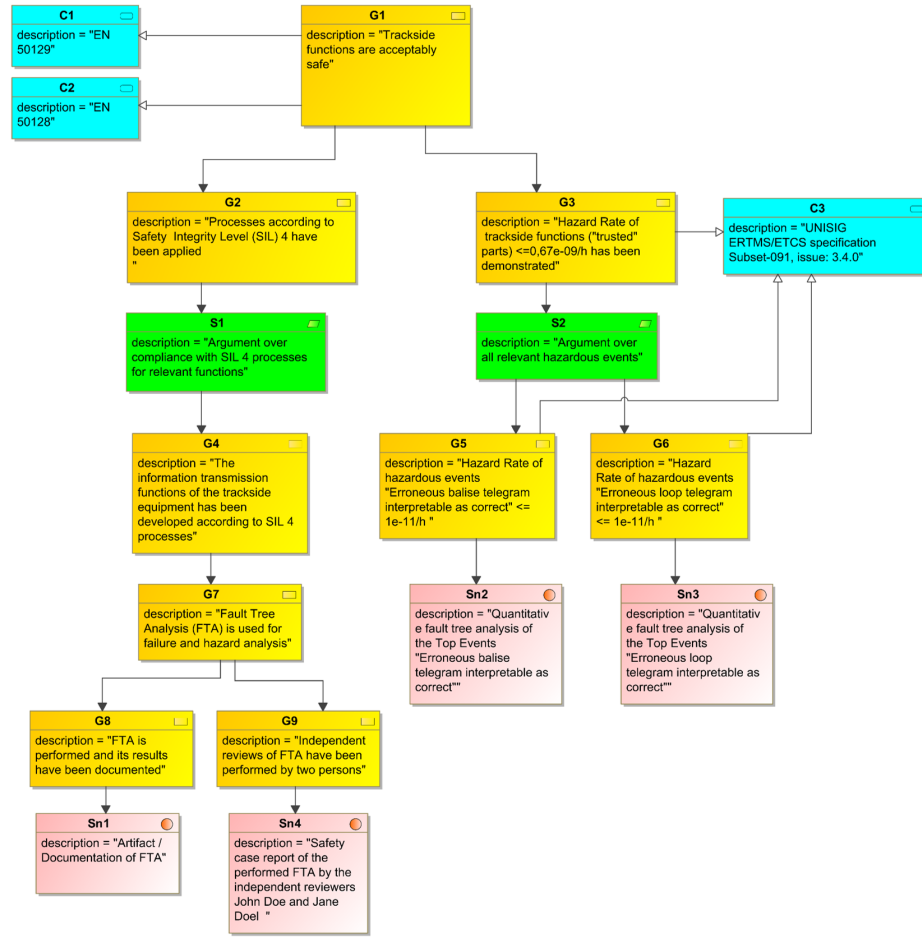 C1
description = "EN
50129"
G1
description = "Trackside
functions are acceptably
safe"
C2
description = "EN
50128"
G2
description = "Processes according to
Safety  Integrity Level (SIL) 4 have
been applied
"
G3
description = "Hazard Rate of
trackside functions ("trusted"
parts) <=0,67e-09/h has been
demonstrated"
C3
description = "UNISIG
ERTMS/ETCS specification
Subset-091, issue: 3.4.0"
S1
description = "Argument over
compliance with SIL 4 processes
for relevant functions"
S2
description = "Argument over
all relevant hazardous events"
G4
description = "The
information transmission
functions of the trackside
equipment has been
developed according to SIL 4
processes"
G5
description = "Hazard Rate of
hazardous events
"Erroneous balise telegram
interpretable as correct" <=
1e-11/h "
G6
description = "Hazard
Rate of hazardous events
"Erroneous loop telegram
interpretable as correct"
<= 1e-11/h "
G7
description = "Fault Tree
Analysis (FTA) is used for
failure and hazard analysis"
Sn2
description = "Quantitativ
e fault tree analysis of
the Top Events
"Erroneous balise
telegram interpretable as
correct""
Sn3
description = "Quantitativ
e fault tree analysis of
the Top Events
"Erroneous loop
telegram interpretable as
correct""
G8
description = "FTA is
performed and its results
have been documented"
G9
description = "Independent
reviews of FTA have been
performed by two persons"
Sn1
description = "Artifact /
Documentation of FTA"
Sn4
description = "Safety
case report of the
performed FTA by the
independent reviewers
John Doe and Jane
Doel  "